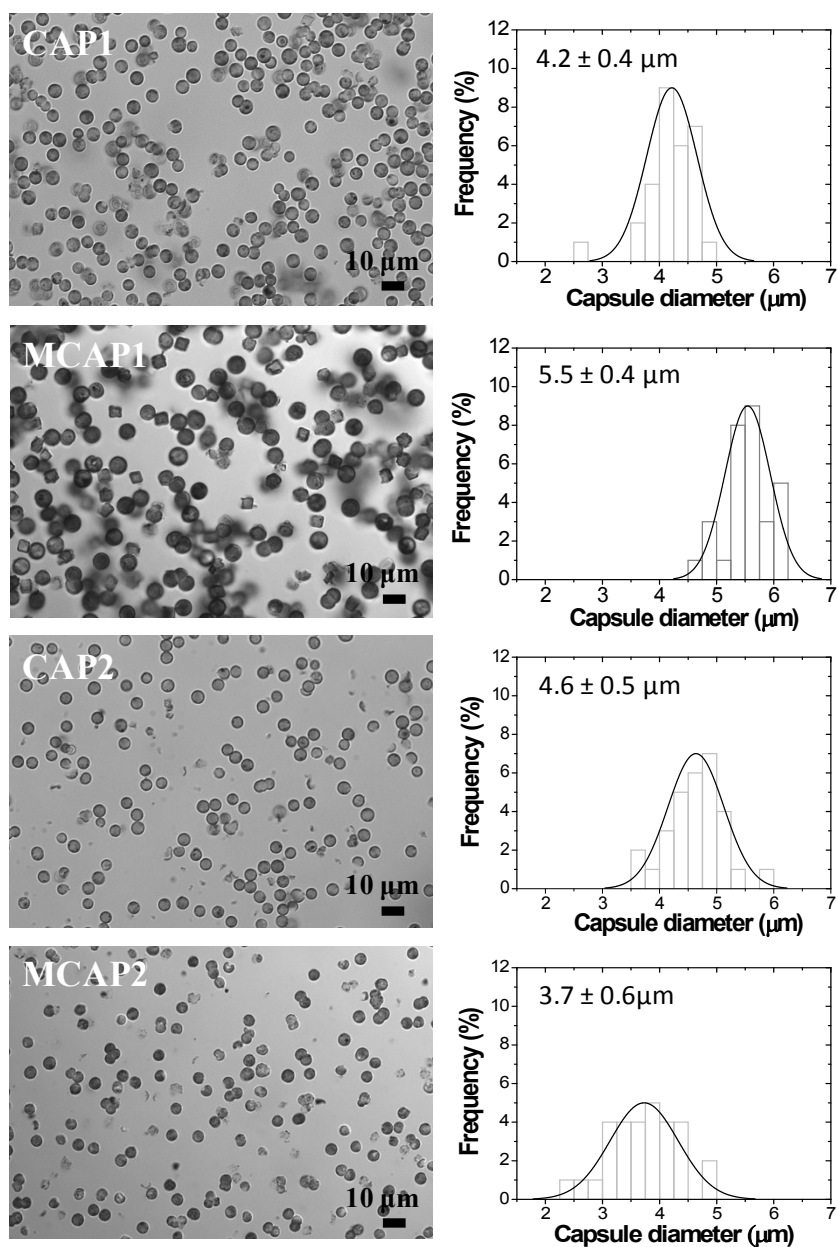 CAP1
10 µm
12
10
8
6
4
2
0
Frequency (%)
4.2 ± 0.4 µm
2 3 4 5 6 7
Capsule diameter (µm)
MCAP1
10 µm
12
10
8
6
4
2
0
Frequency (%)
5.5 ± 0.4 µm
2 3 4 5 6 7
Capsule diameter (µm)
CAP2
10 µm
12
10
8
6
4
2
0
Frequency (%)
4.6 ± 0.5 µm
2 3 4 5 6 7
Capsule diameter (µm)
MCAP2
10 µm
12
10
8
6
4
2
0
Frequency (%)
3.7 ± 0.6µm
2 3 4 5 6 7
Capsule diameter (µm)